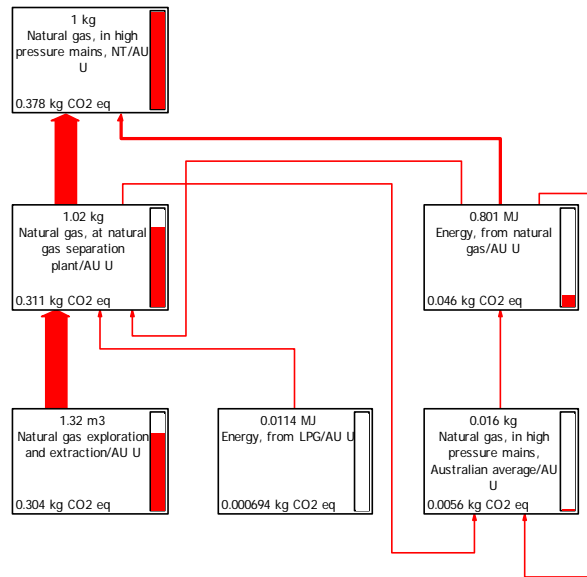 1 kg
Natural gas, in high
pressure mains, NT/AU
U
0.378 kg CO2 eq
1.02 kg
Natural gas, at natural
gas separation
plant/AU U
0.311 kg CO2 eq
0.801 MJ
Energy, from natural
gas/AU U
0.046 kg CO2 eq
1.32 m3
Natural gas exploration
and extraction/AU U
0.304 kg CO2 eq
0.0114 MJ
Energy, from LPG/AU U
0.000694 kg CO2 eq
0.016 kg
Natural gas, in high
pressure mains,
Australian average/AU
U
0.0056 kg CO2 eq